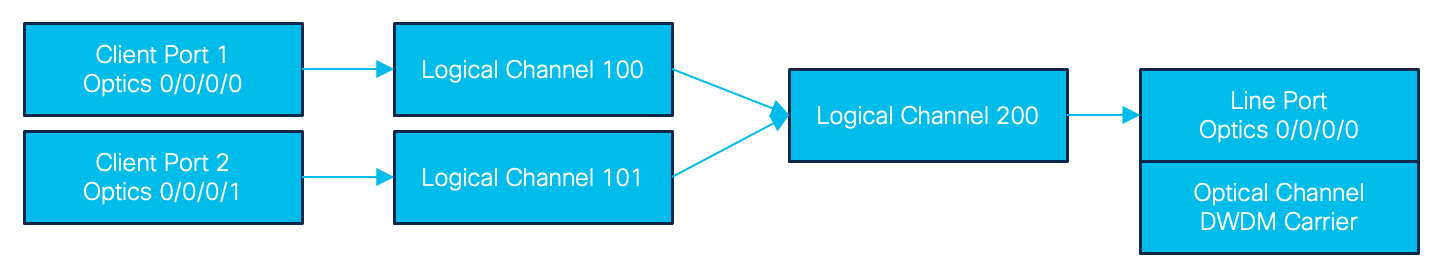 Client Port 1
Optics 0/0/0/0
Logical Channel 100
Client Port 2
Optics 0/0/0/1
Logical Channel 101
Logical Channel 200
Line Port
Optics 0/0/0/0
Optical Channel
DWDM Carrier